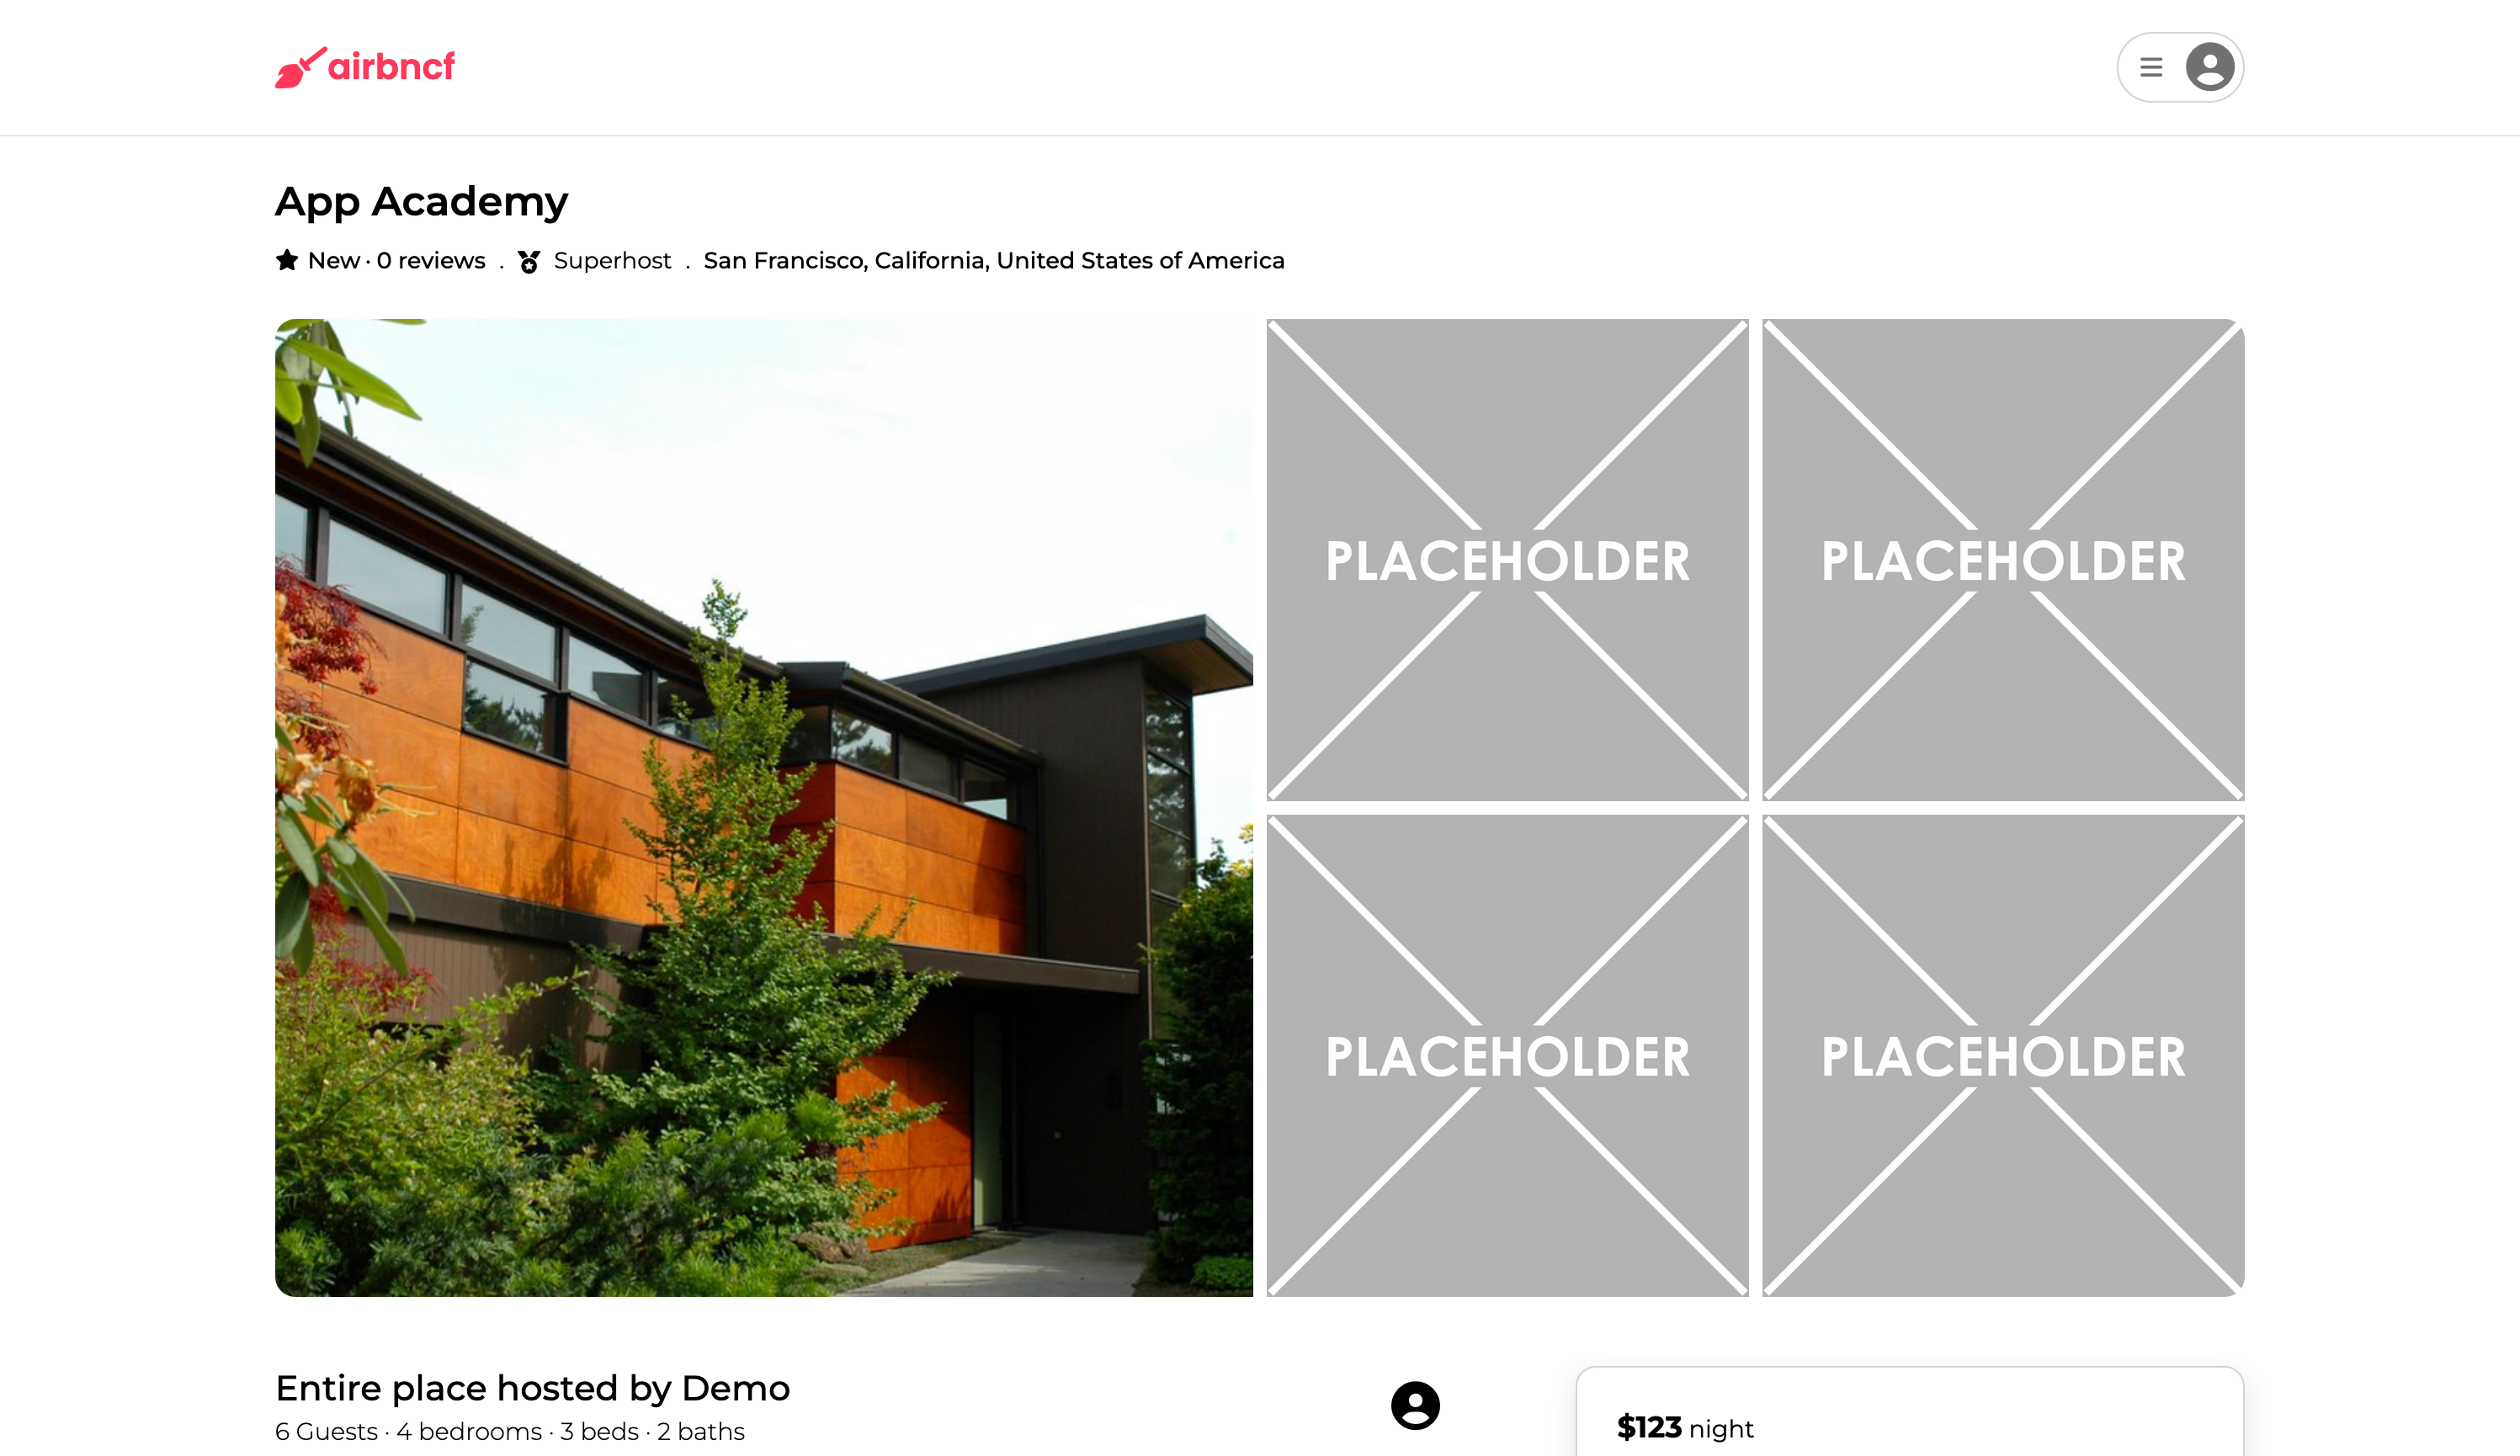 airbncf
App Academy
New · 0 reviews . Superhost . San Francisco, California, United States of America
PLACEHOLDER PLACEHOLDER
PLACEHOLDER PLACEHOLDER
Entire place hosted by Demo
6 Guests · 4 bedrooms · 3 beds · 2 baths
$123 night